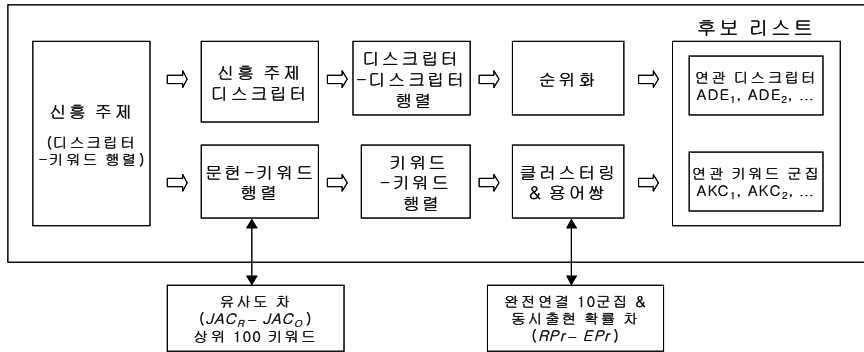 후보 리스트
신흥 주제
(디스크립터
-키워드 행렬)
신흥 주제
디스크립터
디스크립터
-디스크립터
행렬
순위화
연관 디스크립터
ADE1, ADE2, ...
문헌-키워드
행렬
키워드
-키워드
행렬
클러스터링
& 용어쌍
연관 키워드 군집
AKC1, AKC2, ...
유사도 차
(JACR- JACO)
상위 100 키워드
완전연결 10군집 &
동시출현 확률 차
(RPr- EPr)